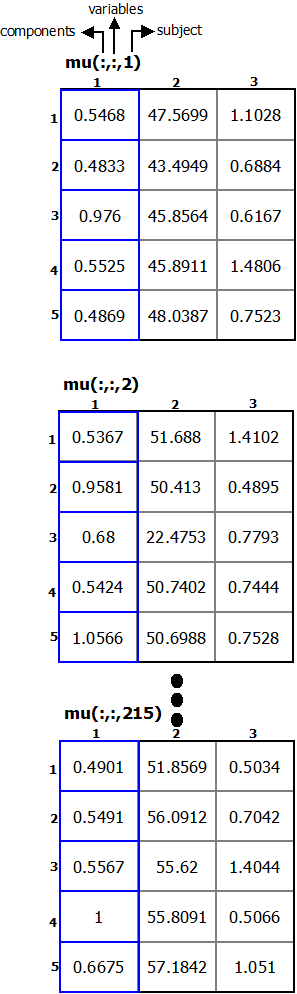 variables
components subject
mu(:,:,1)
1 2 3
1 0.5468 47.5699 1.1028
2 0.4833 43.4949 0.6884
3 0.976 45.8564 0.6167
4 0.5525 45.8911 1.4806
5 0.4869 48.0387 0.7523
mu(:,:,2)
1 2 3
1 0.5367 51.688 1.4102
2 0.9581 50.413 0.4895
3 0.68 22.4753 0.7793
4 0.5424 50.7402 0.7444
5 1.0566 50.6988 0.7528
mu(:,:,215)
1 2 3
1 0.4901 51.8569 0.5034
2 0.5491 56.0912 0.7042
3 0.5567 55.62 1.4044
4 1 55.8091 0.5066
5 0.6675 57.1842 1.051